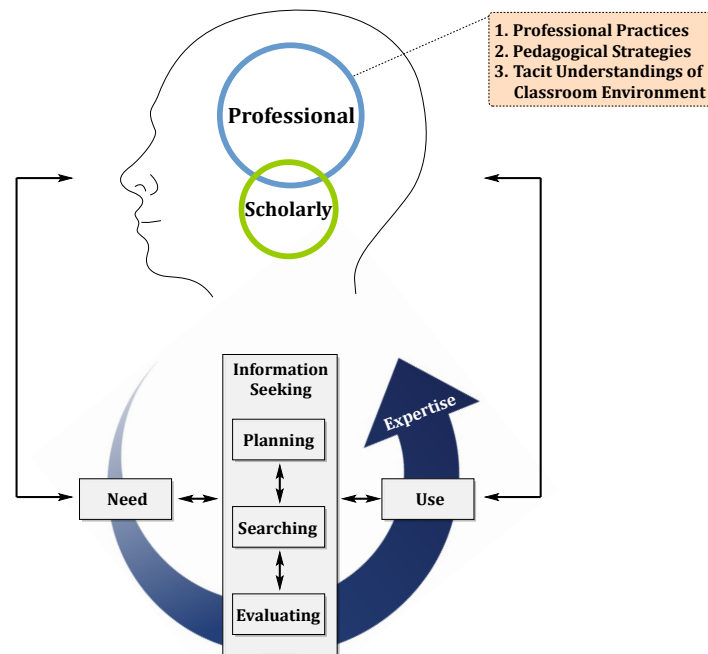 1. Professional Practices
2. Pedagogical Strategies
3. Tacit Understandings of
Classroom Environment
Professional
Scholarly
Information
Seeking
Planning
Expertise
Need
Use
Searching
Evaluating